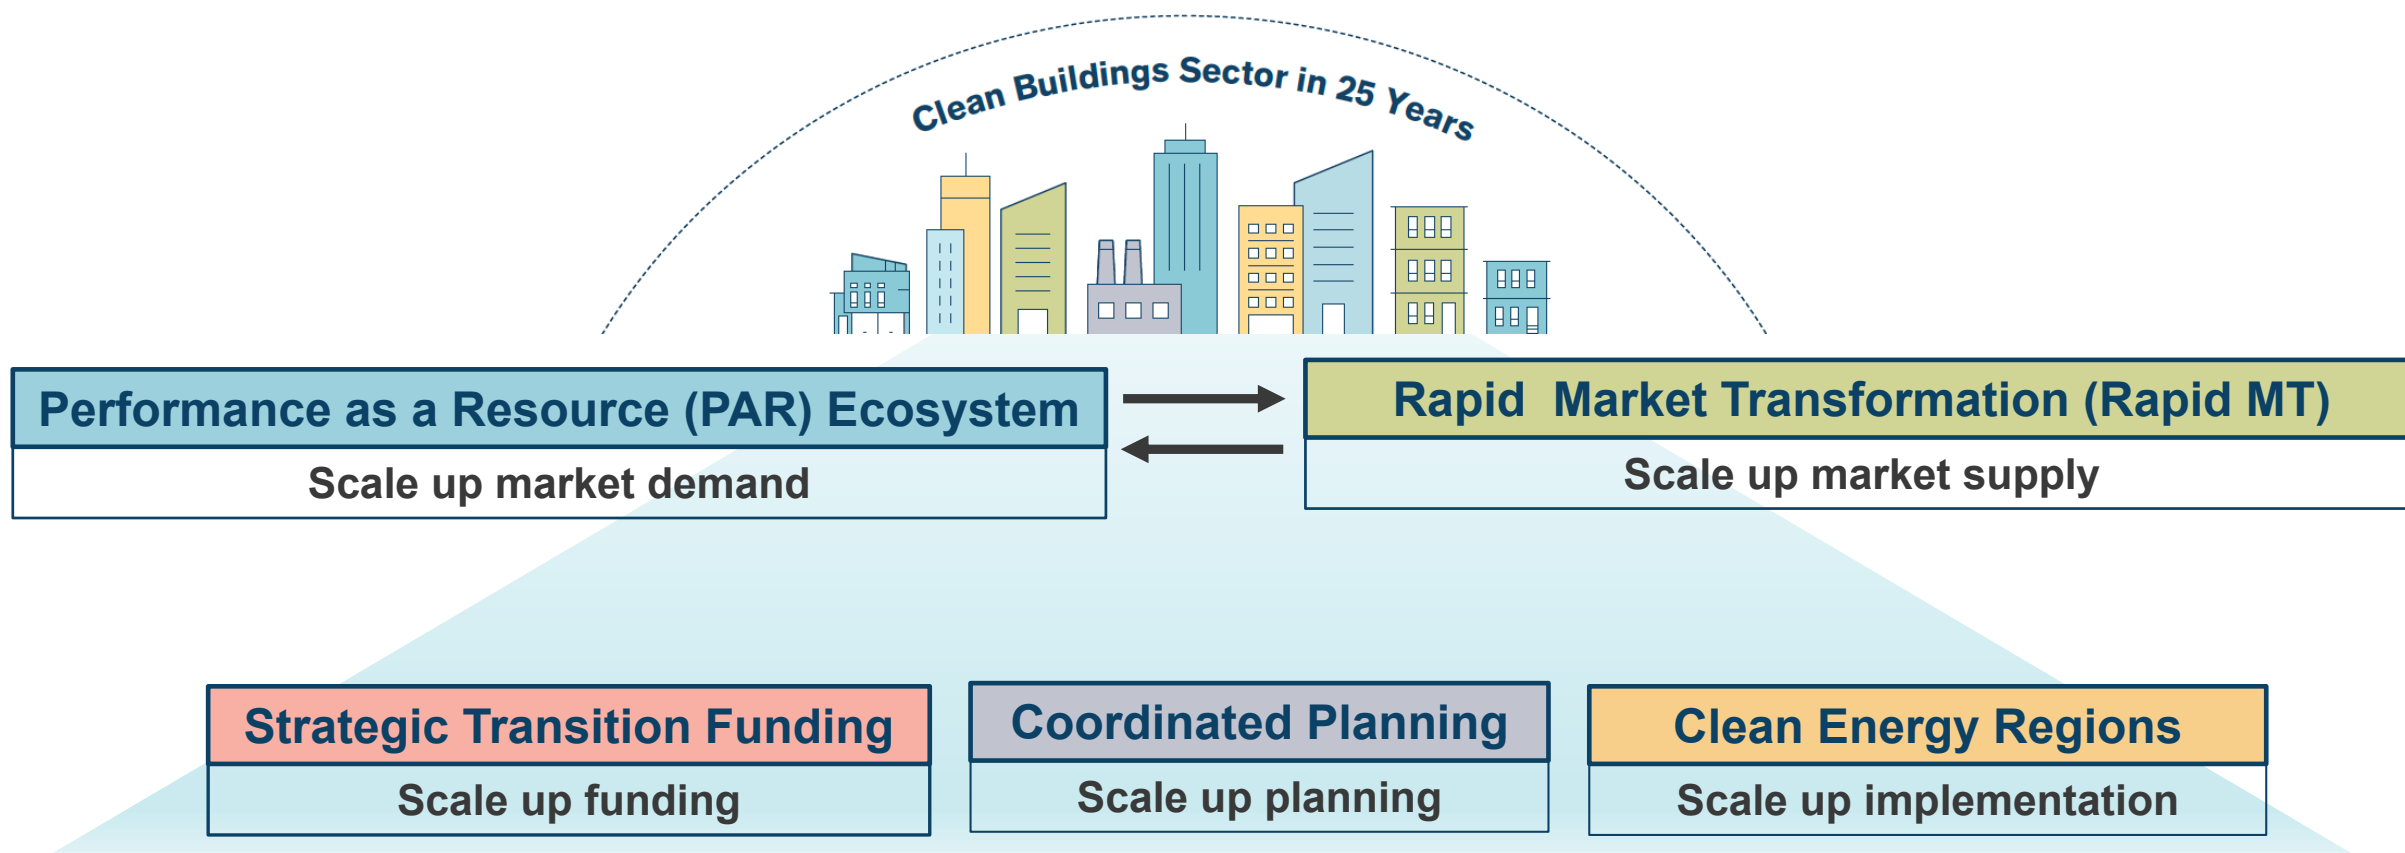 Clean Buildings Sector in 25 Years
Performance as a Resource (PAR) Ecosystem
Scale up market demand
Rapid  Market Transformation (Rapid MT)
Scale up market supply
Strategic Transition Funding
Scale up funding
Coordinated Planning
Scale up planning
Clean Energy Regions
Scale up implementation